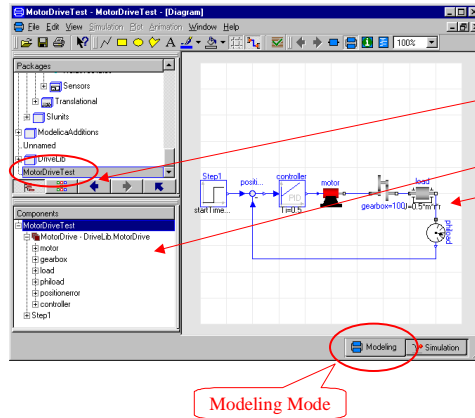 MotorDriveTest - MotorDriveTest - [Diagram]
File Edit View Simulation Plot Animation Window Help
100%
Packages
Sensors
Translational
SIunits
ModelicaAdditions
Unnamed
DriveLib
MotorDriveTest
Components
MotorDriveTest
MotorDrive - DriveLib.MotorDrive
motor
gearbox
load
phiload
positionerror
controller
Step1
Step1
startTime...
positi...
controller
PID
Ti=0.5
motor
gearbox=100
load
J=0.5*m*r*r
phiload
Modeling
Simulation
Modeling Mode